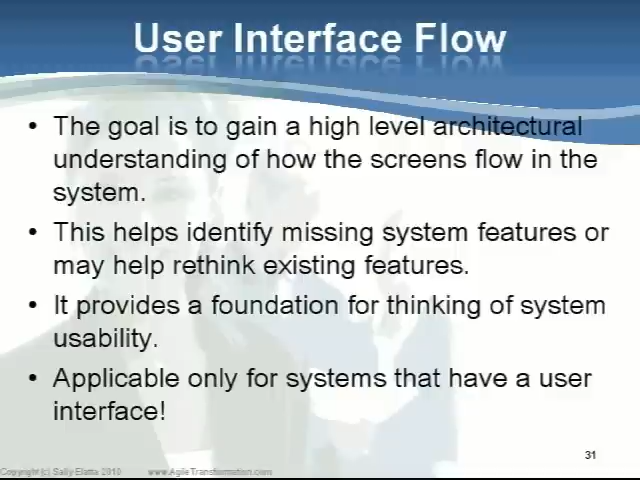 User Interface Flow
• The goal is to gain a high level architectural
understanding of how the screens flow in the
system.
• This helps identify missing system features or
may help rethink existing features.
• It provides a foundation for thinking of system
usability.
• Applicable only for systems that have a user
interface!
31
Copyright (c) Sally Elatta 2010 www.AgileTransformation.com